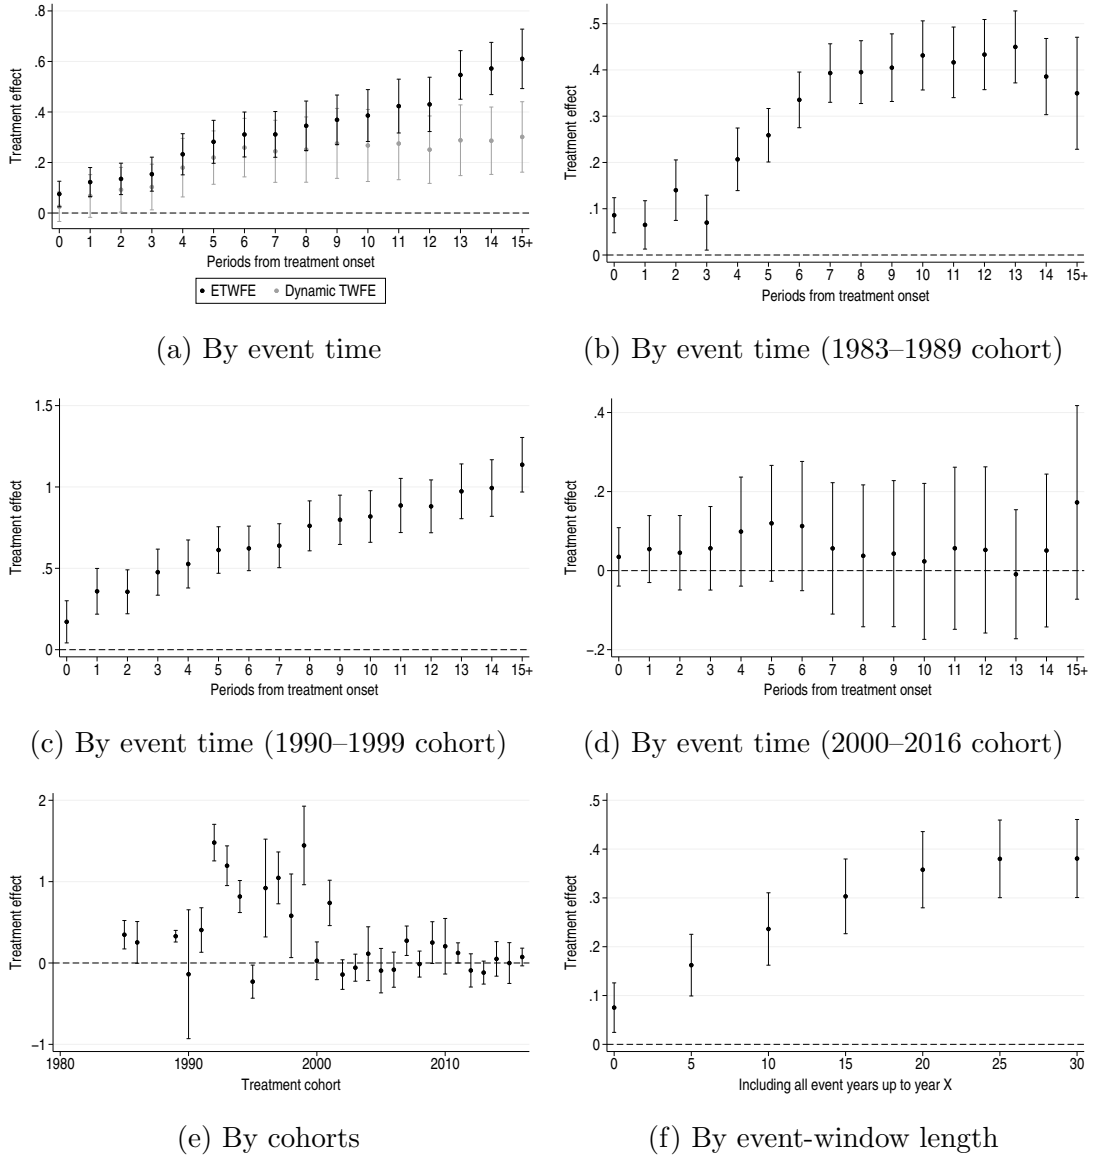 .8
.6
.4
.2
0
Treatment effect
0 1 2 3 4 5 6 7 8 9 10 11 12 13 14 15+
Periods from treatment onset
ETWFE Dynamic TWFE
(a) By event time
.5
.4
.3
.2
.1
0
Treatment effect
0 1 2 3 4 5 6 7 8 9 10 11 12 13 14 15+
Periods from treatment onset
(b) By event time (1983–1989 cohort)
1.5
1
.5
0
Treatment effect
0 1 2 3 4 5 6 7 8 9 10 11 12 13 14 15+
Periods from treatment onset
(c) By event time (1990–1999 cohort)
.4
.2
0
−.2
Treatment effect
0 1 2 3 4 5 6 7 8 9 10 11 12 13 14 15+
Periods from treatment onset
(d) By event time (2000–2016 cohort)
2
1
0
−1
Treatment effect
1980 1990 2000 2010
Treatment cohort
(e) By cohorts
.5
.4
.3
.2
.1
0
Treatment effect
0 5 10 15 20 25 30
Including all event years up to year X
(f) By event-window length